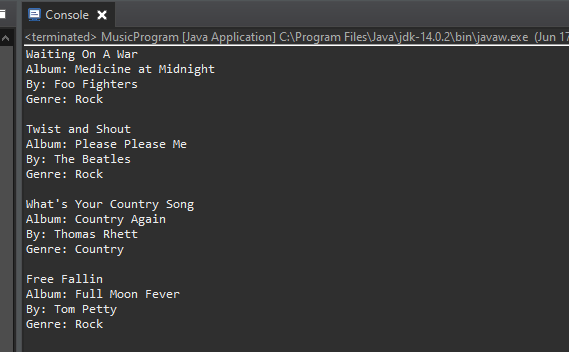 Console
<terminated> MusicProgram [Java Application] C:\Program Files\Java\jdk-14.0.2\bin\javaw.exe (Jun 17
Waiting On A War
Album: Medicine at Midnight
By: Foo Fighters
Genre: Rock
Twist and Shout
Album: Please Please Me
By: The Beatles
Genre: Rock
What's Your Country Song
Album: Country Again
By: Thomas Rhett
Genre: Country
Free Fallin
Album: Full Moon Fever
By: Tom Petty
Genre: Rock